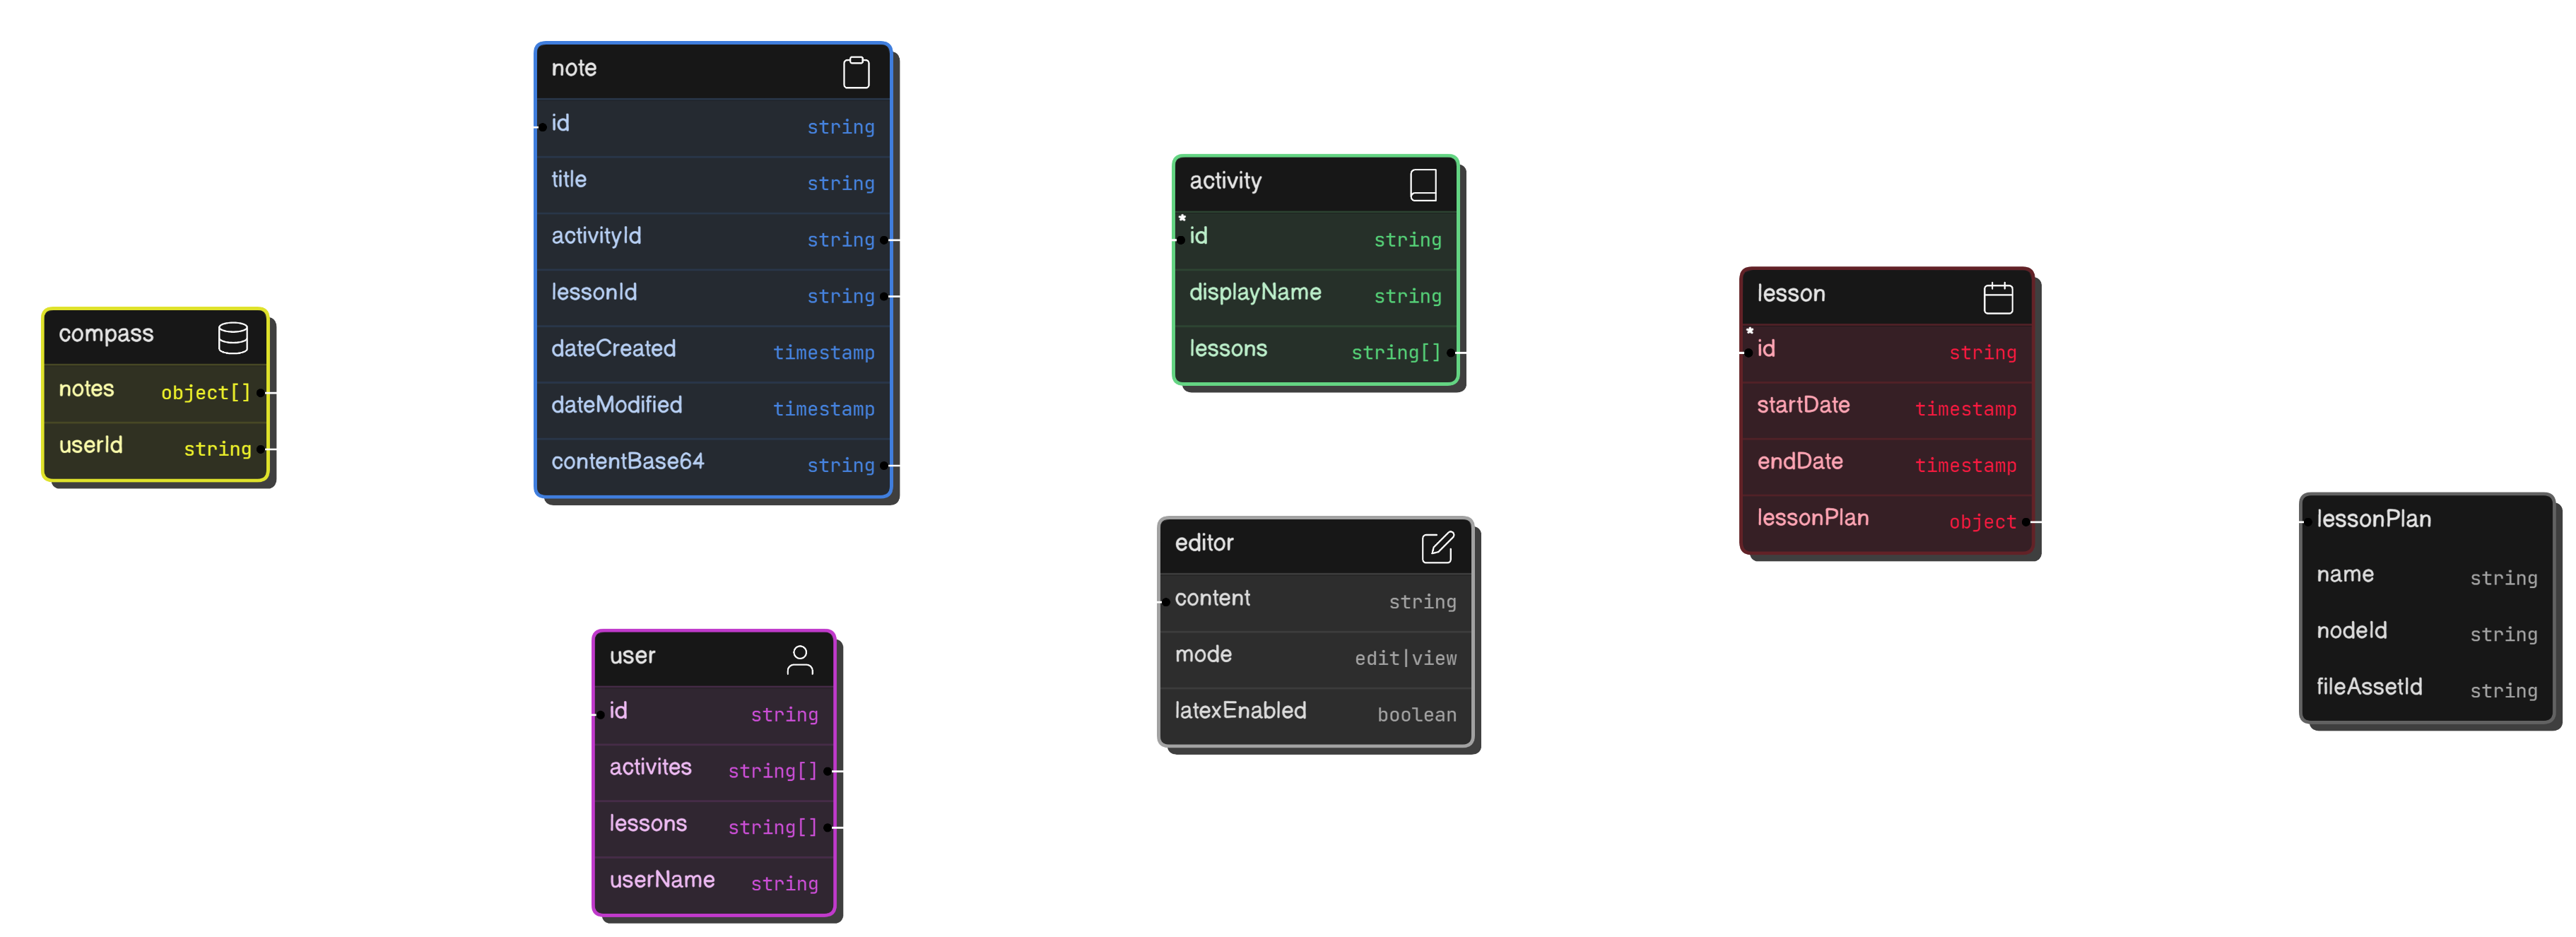 compass
notes object[]
userId string
note
id string
title string
activityId string
lessonId string
dateCreated timestamp
dateModified timestamp
contentBase64 string
user
id string
activites string[]
lessons string[]
userName string
activity
*
id string
displayName string
lessons string[]
editor
content string
mode edit|view
latexEnabled boolean
lesson
*
id string
startDate timestamp
endDate timestamp
lessonPlan object
lessonPlan
name string
nodeId string
fileAssetId string